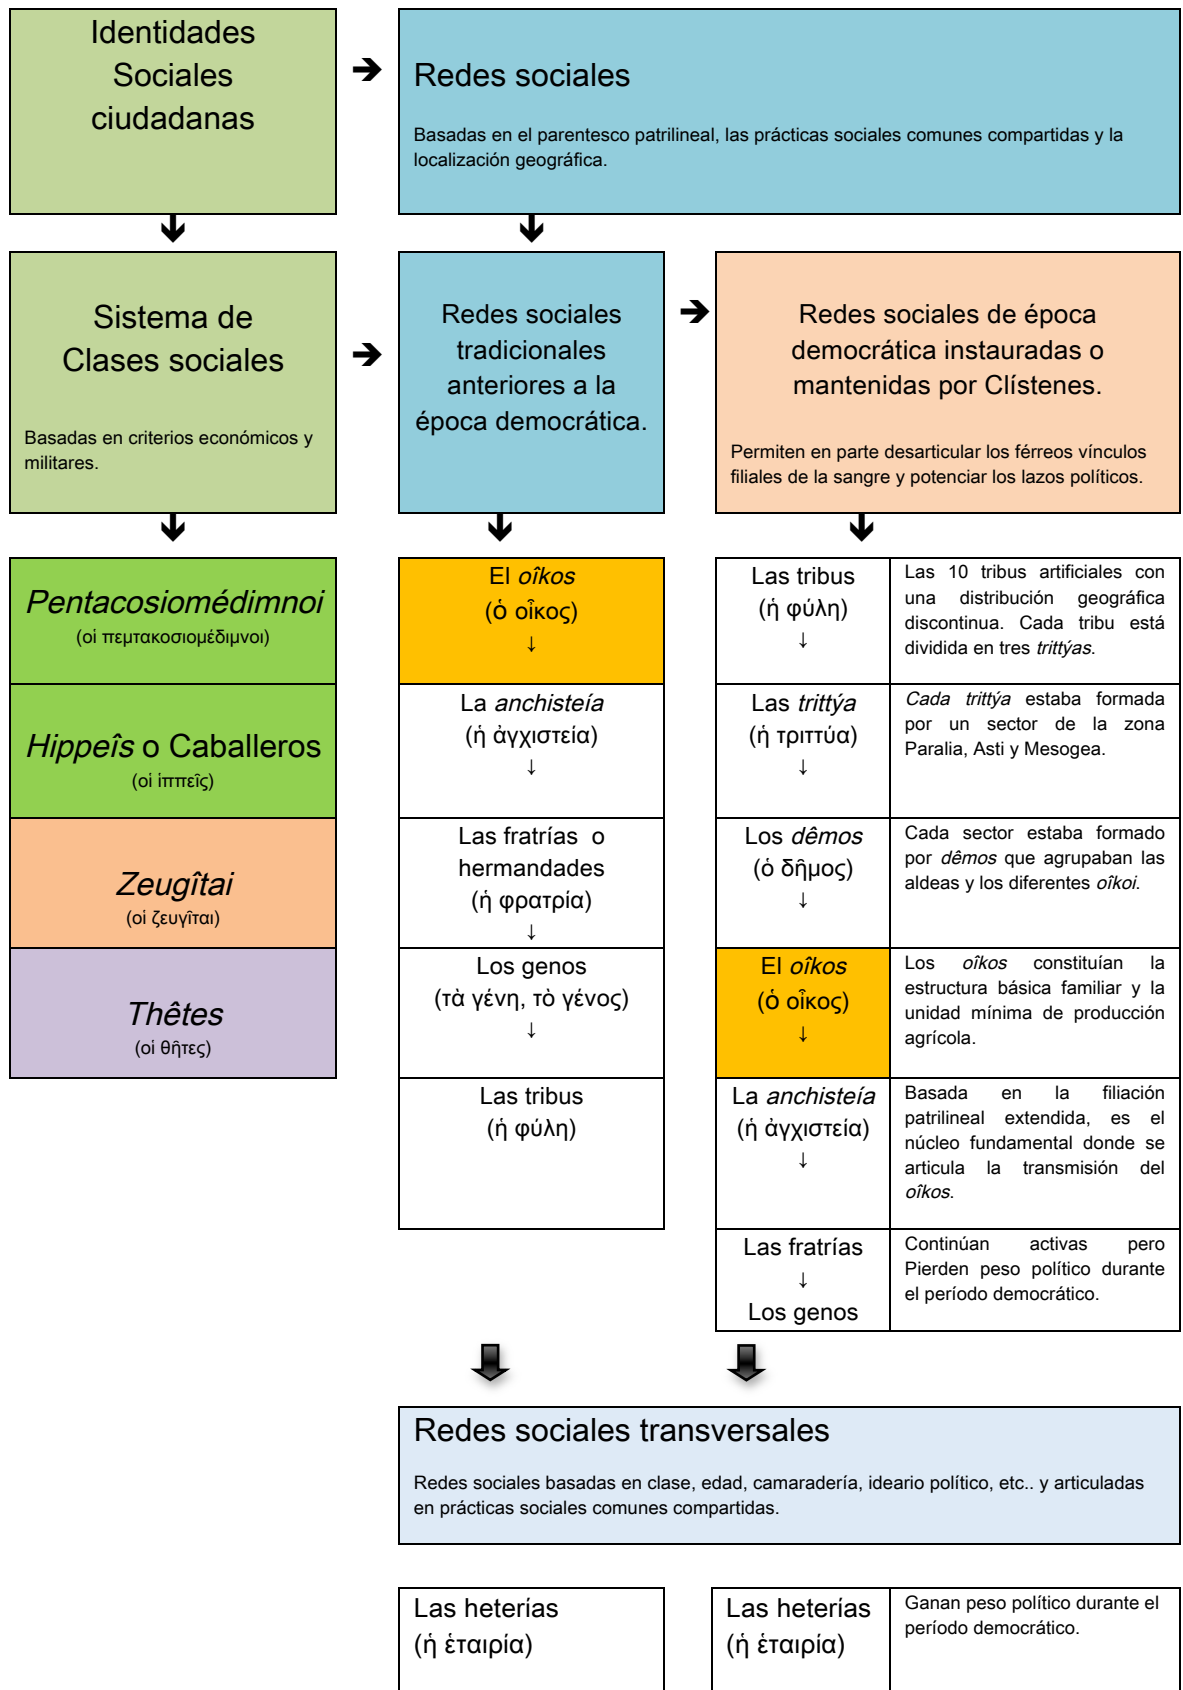 Identidades
Sociales
ciudadanas
➔
Redes sociales
Basadas en el parentesco patrilineal, las prácticas sociales comunes compartidas y la
localización geográfica.
Sistema de
Clases sociales
Basadas en criterios económicos y
militares.
➔
Redes sociales
tradicionales
anteriores a la
época democrática.
➔
Redes sociales de época
democrática instauradas o
mantenidas por Clístenes.
Permiten en parte desarticular los férreos vínculos
filiales de la sangre y potenciar los lazos políticos.
Pentacosiomédimnoi
(οἱ πεμτακοσιομέδιμνοι)
Hippeîs o Caballeros
(οἱ ἱππεῖς)
Zeugîtai
(οἱ ζευγῖται)
Thêtes
(οἱ θῆτες)
El oîkos
(ὁ οἶκος)
↓
La anchisteía
(ἡ ἀγχιστεία)
↓
Las fratrías o
hermandades
(ἡ φρατρία)
↓
Los genos
(τὰ γένη, τὸ γένος)
↓
Las tribus
(ἡ φύλη)
Las tribus
(ἡ φύλη)
↓
Las 10 tribus artificiales con
una distribución geográfica
discontinua. Cada tribu está
dividida en tres trittýas.
Las trittýa
(ἡ τριττύα)
↓
Cada trittýa estaba formada
por un sector de la zona
Paralia, Asti y Mesogea.
Los dêmos
(ὁ δῆμος)
↓
Cada sector estaba formado
por dêmos que agrupaban las
aldeas y los diferentes oîkoi.
El oîkos
(ὁ οἶκος)
↓
Los oîkos constituían la
estructura básica familiar y la
unidad mínima de producción
agrícola.
La anchisteía
(ἡ ἀγχιστεία)
↓
Basada en la filiación
patrilineal extendida, es el
núcleo fundamental donde se
articula la transmisión del
oîkos.
Las fratrías
↓
Los genos
Continúan activas pero
Pierden peso político durante
el período democrático.
Redes sociales transversales
Redes sociales basadas en clase, edad, camaradería, ideario político, etc.. y articuladas
en prácticas sociales comunes compartidas.
Las heterías
(ἡ ἑταιρία)
Las heterías
(ἡ ἑταιρία)
Ganan peso político durante el
período democrático.